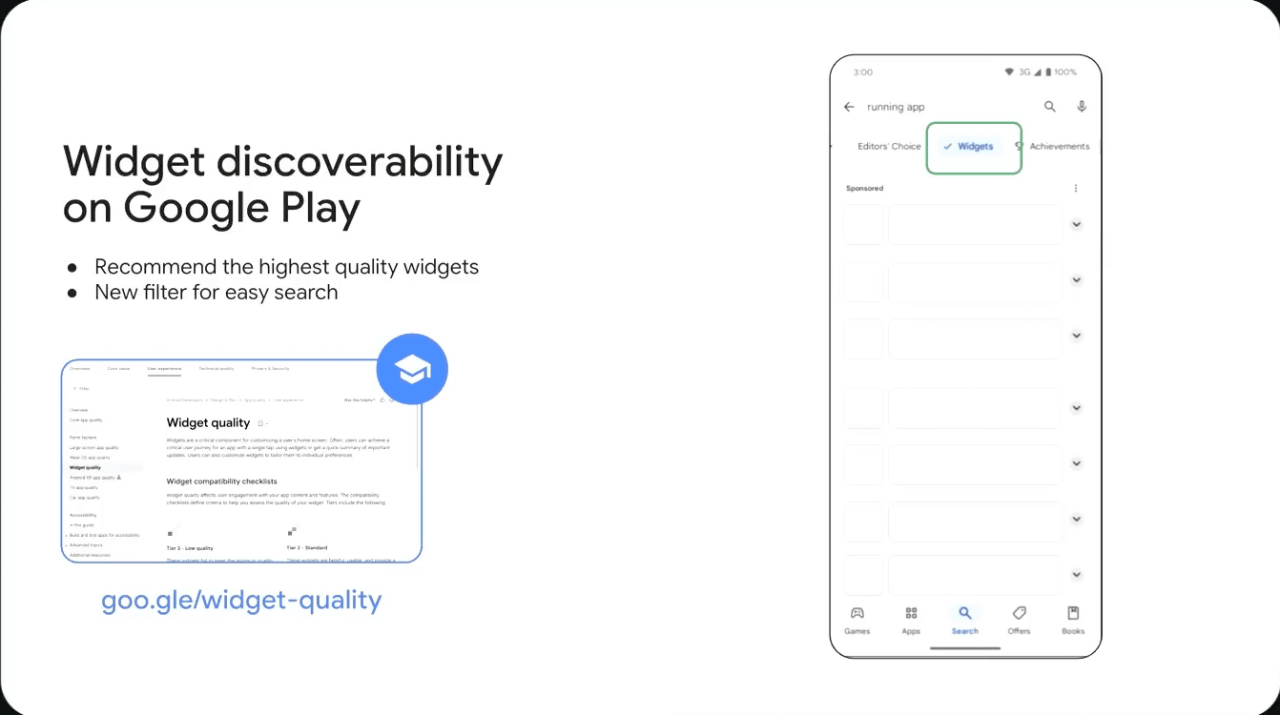 Widget discoverability
on Google Play
● Recommend the highest quality widgets
● New filter for easy search
Overview Core value User experience Technical quality Privacy & Security
Filter
Was this helpful?
Overview
Core app quality
Form factors
Large screen app quality
Wear OS app quality
Widget quality
Android XR app quality
TV app quality
Car app quality
Accessibility
In this guide
Build and test apps for accessibility
Advanced topics
Additional resources
Widget quality
Widgets are a critical component for customizing a user's home screen. Often, users can achieve a
critical user journey for an app with a single tap using widgets or get a quick summary of important
updates. Users can also customize widgets to tailor them to individual preferences.
Widget compatibility checklists
Widget quality affects user engagement with your app content and features. The compatibility
checklists define criteria to help you assess the quality of your widget. Tiers include the following:
Tier 3 - Low quality
Tier 2 - Standard
goo.gle/widget-quality
3:00 3G 100%
running app
Editors' Choice Widgets Achievements
Sponsored
Games Apps Search Offers Books